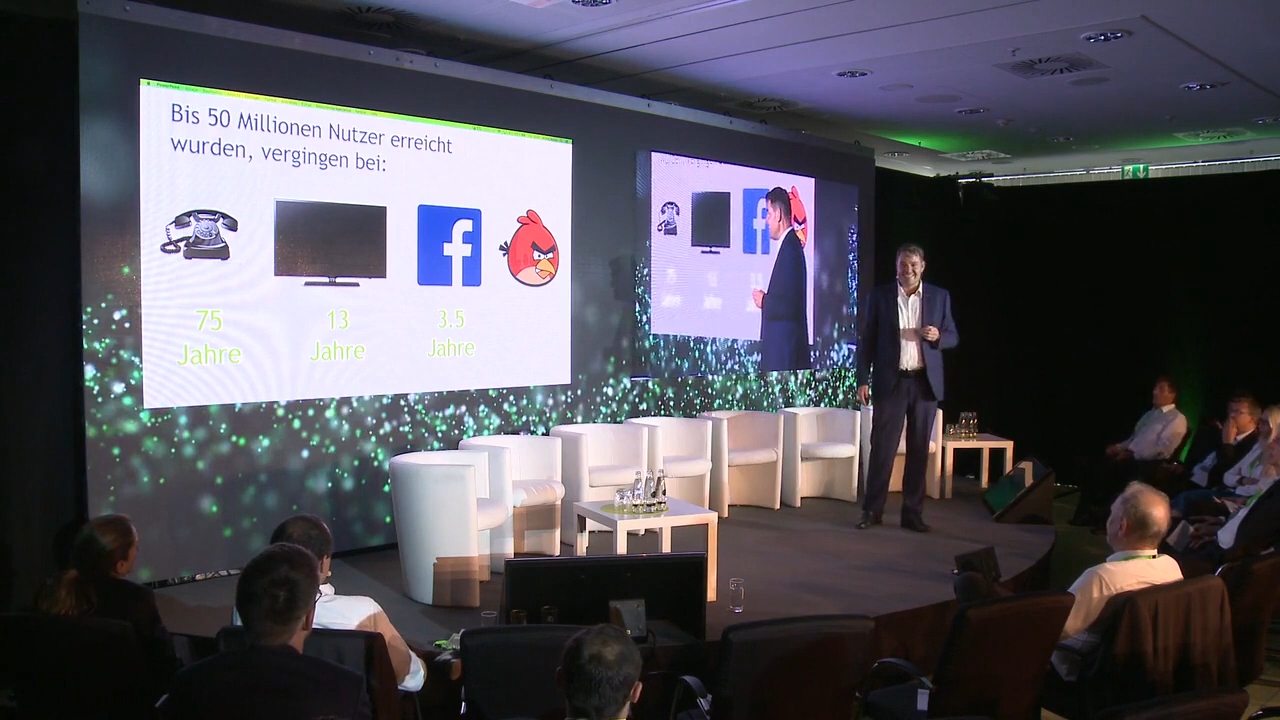 Bis 50 Millionen Nutzer erreicht
wurden, vergingen bei:
75 13 3.5
Jahre Jahre Jahre